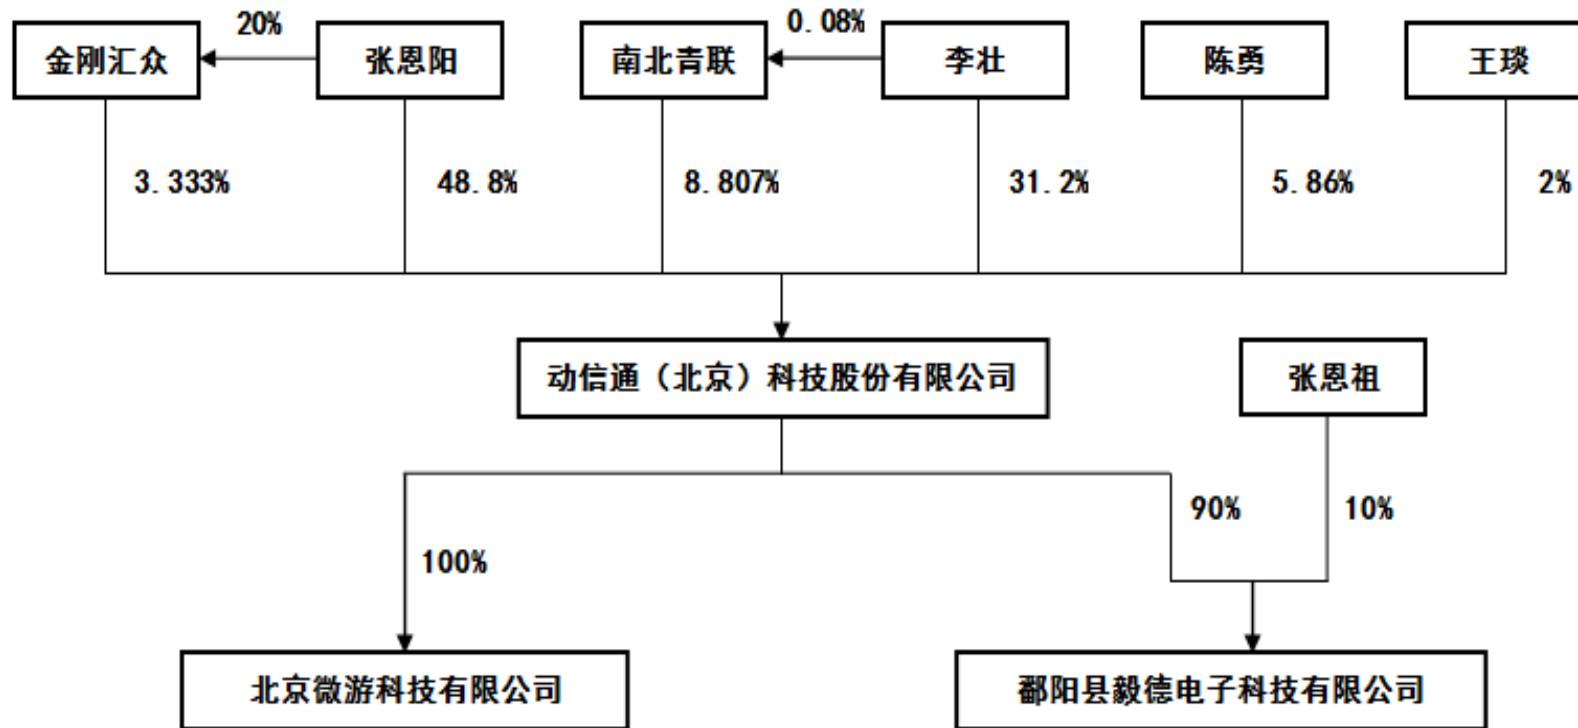 20%
0.08%
金刚汇众
张恩阳
南北青联
李壮
陈勇
王琰
3.333%
48.8%
8.807%
31.2%
5.86%
2%
动信通（北京）科技股份有限公司
张恩祖
90%
10%
100%
北京微游科技有限公司
鄱阳县毅德电子科技有限公司